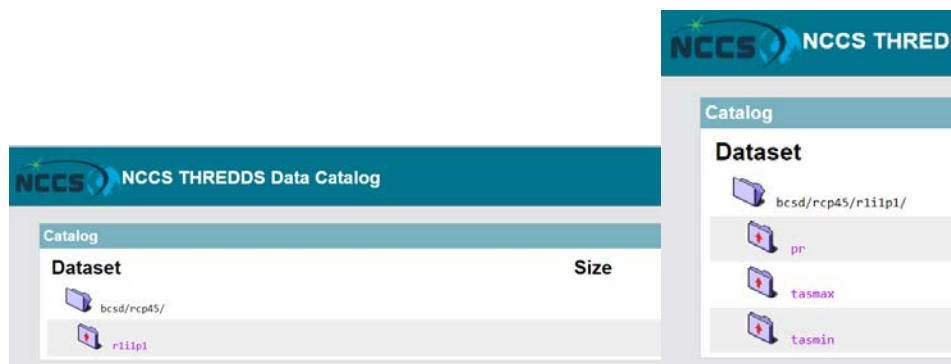 NCCS NCCS THREDDS Data Catalog
Catalog
Dataset Size
bcsd/rcp45/
r1i1p1
NCCS NCCS THRED
Catalog
Dataset
bcsd/rcp45/r1i1p1/
pr
tasmax
tasmin